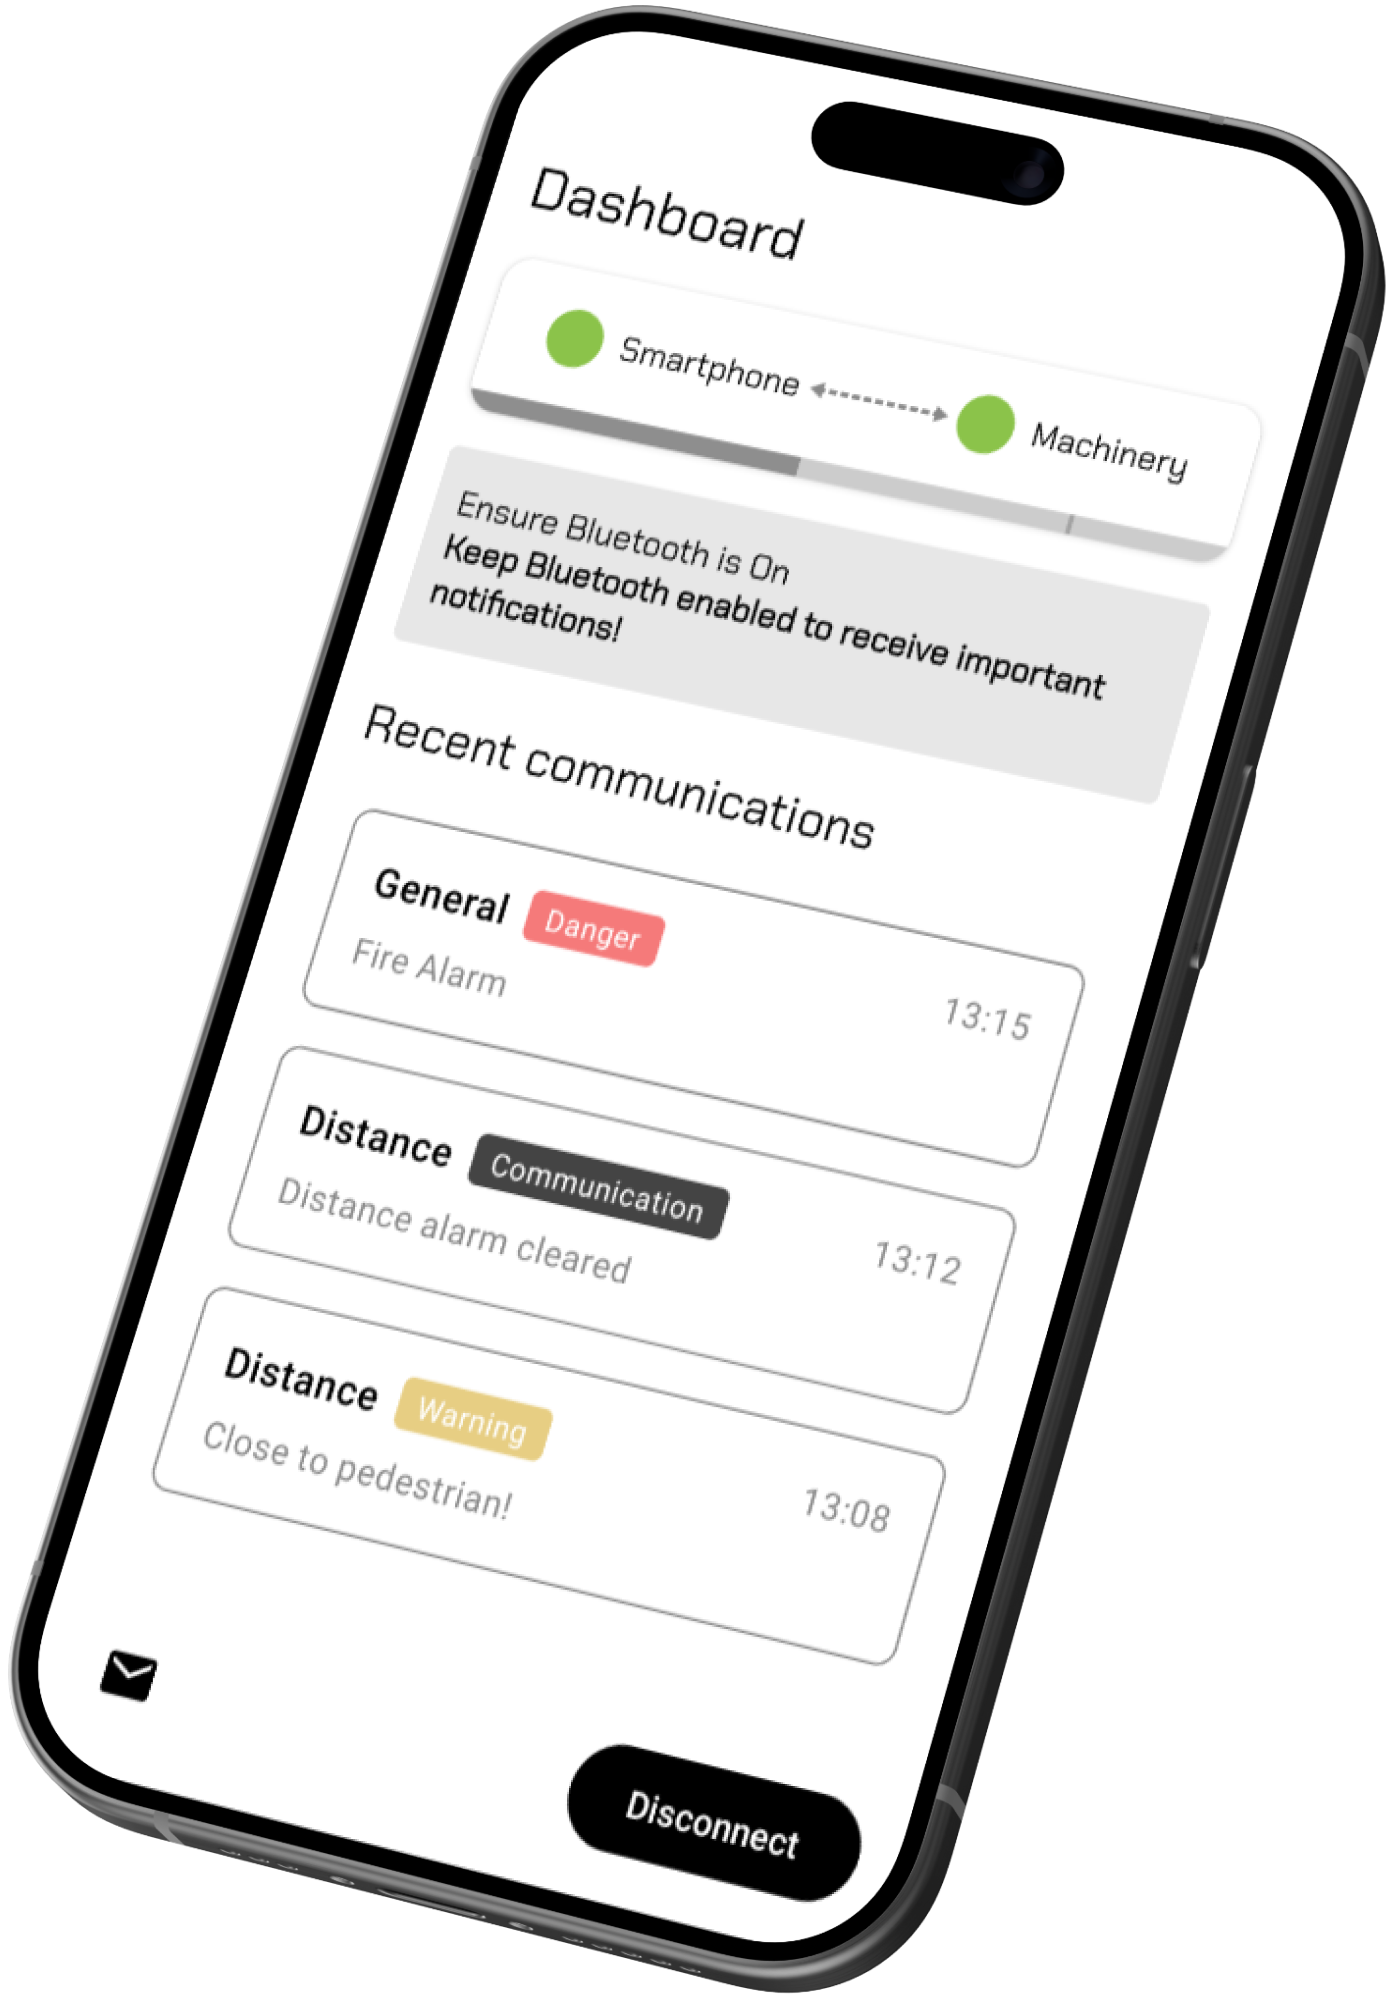 Dashboard
Smartphone
Machinery
Ensure Bluetooth is On
Keep Bluetooth enabled to receive important
notifications!
Recent communications
General Danger
Fire Alarm
13:15
Distance Communication
Distance alarm cleared
13:12
Distance Warning
Close to pedestrian!
13:08
Disconnect